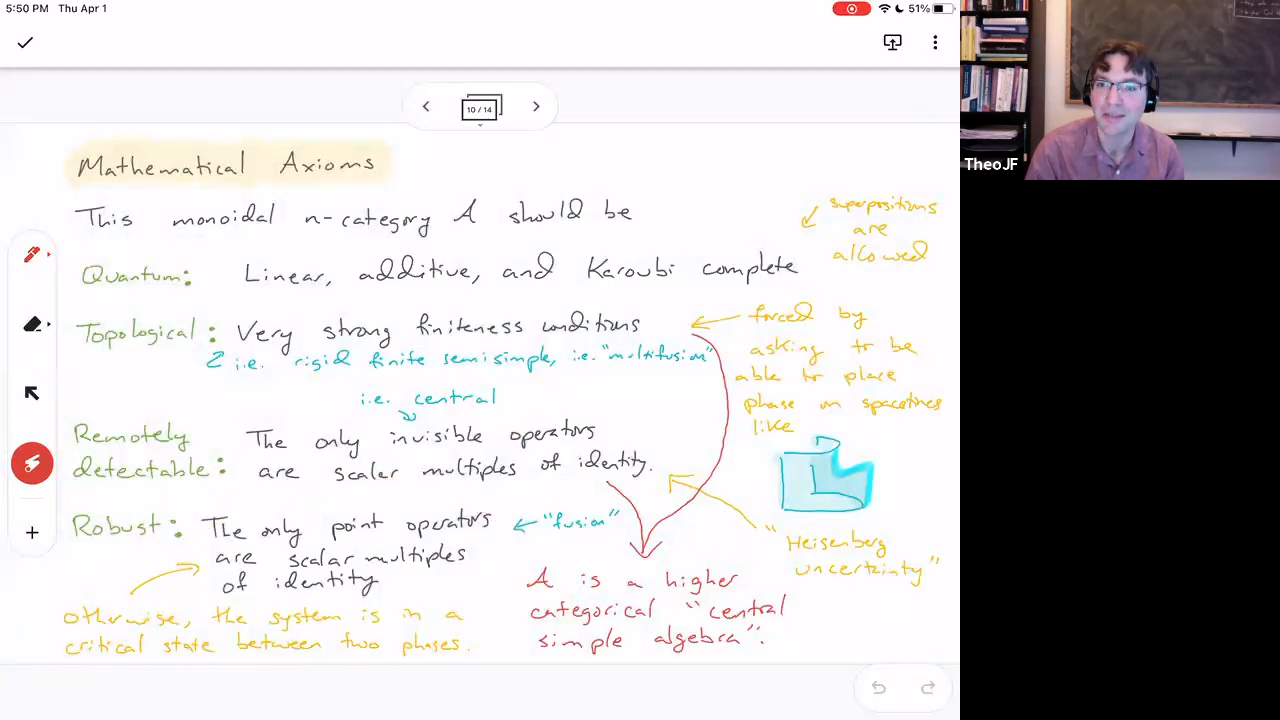 5:50 PM Thu Apr 1
51%
10 / 14
TheoJF
Mathematical Axioms
This monoidal n-category A should be
superpositions
are
allowed
Quantum: Linear, additive, and Karoubi complete
Topological: Very strong finiteness conditions
i.e. rigid finite semisimple, i.e. "multifusion"
forced by
asking to be
able to place
phase on spacetimes
like
i.e. central
Remotely
detectable:
The only invisible operators
are scalar multiples of identity.
Robust: The only point operators
are scalar multiples
of identity
"fusion"
"Heisenberg
uncertainty"
otherwise, the system is in a
critical state between two phases.
A is a higher
categorical "central
simple algebra".